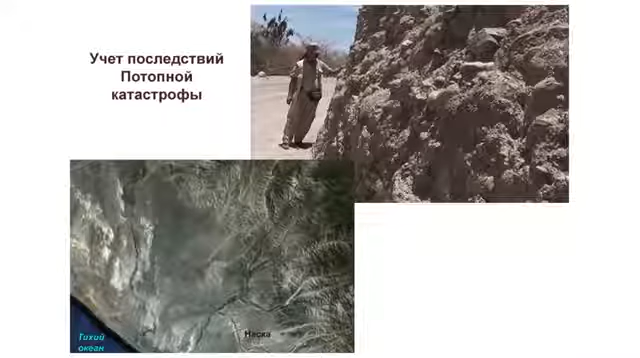 Учет последствий
Потопной
катастрофы
Наска
Тихий
океан